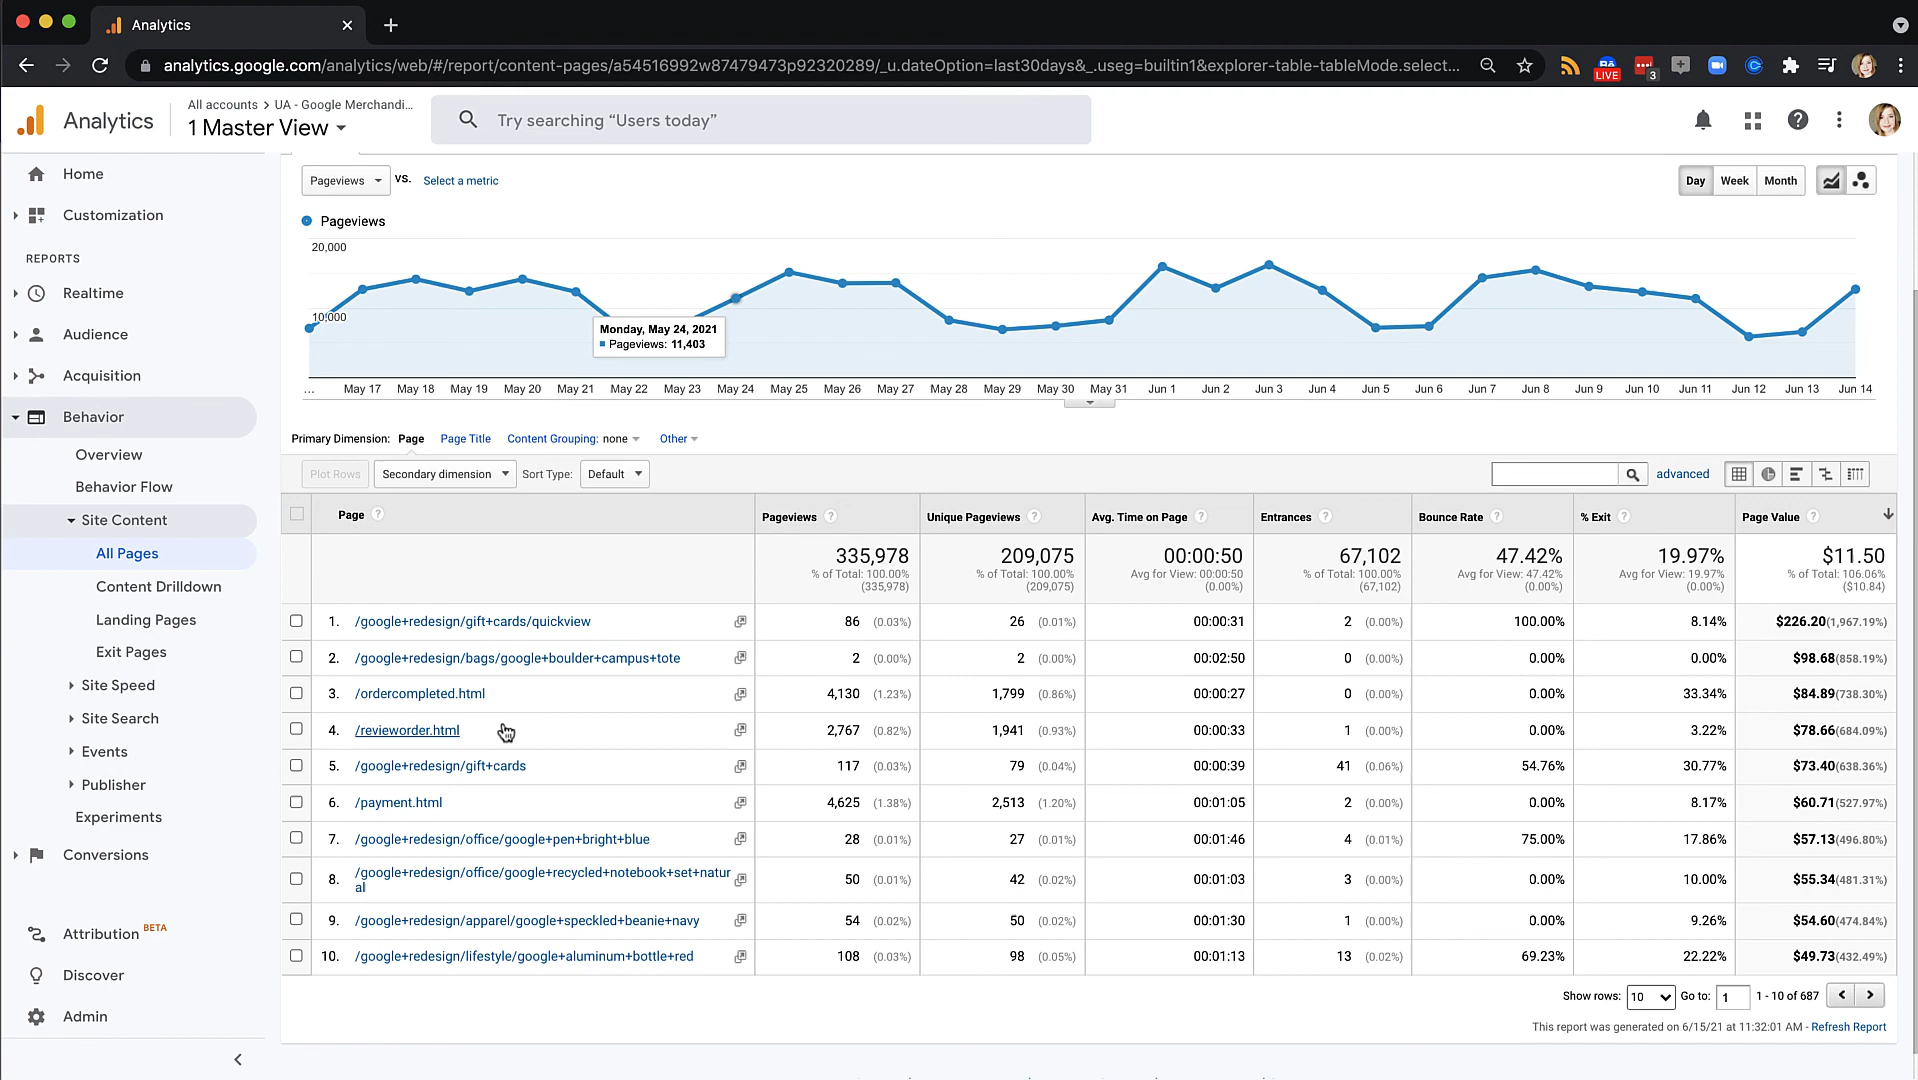 Analytics
analytics.google.com/analytics/web/#/report/content-pages/a54516992w87479473p92320289/_u.dateOption=last30days&_.useg=builtin1&explorer-table-tableMode.select...
LIVE
3
Analytics
All accounts > UA - Google Merchandi...
1 Master View
Try searching “Users today”
Home
Customization
REPORTS
Realtime
Audience
Acquisition
Behavior
Overview
Behavior Flow
Site Content
All Pages
Content Drilldown
Landing Pages
Exit Pages
Site Speed
Site Search
Events
Publisher
Experiments
Conversions
Attribution BETA
Discover
Admin
Pageviews VS. Select a metric
Day Week Month
Pageviews
20,000
10,000
Monday, May 24, 2021
Pageviews: 11,403
... May 17 May 18 May 19 May 20 May 21 May 22 May 23 May 24 May 25 May 26 May 27 May 28 May 29 May 30 May 31 Jun 1 Jun 2 Jun 3 Jun 4 Jun 5 Jun 6 Jun 7 Jun 8 Jun 9 Jun 10 Jun 11 Jun 12 Jun 13 Jun 14
Primary Dimension: Page Page Title Content Grouping: none Other
Plot Rows Secondary dimension Sort Type: Default advanced
Page ? Pageviews ? Unique Pageviews ? Avg. Time on Page ? Entrances ? Bounce Rate ? % Exit ? Page Value ?
335,978 209,075 00:00:50 67,102 47.42% 19.97% $11.50
% of Total: 100.00% % of Total: 100.00% Avg for View: 00:00:50 % of Total: 100.00% Avg for View: 47.42% Avg for View: 19.97% % of Total: 106.06%
(335,978) (209,075) (0.00%) (67,102) (0.00%) (0.00%) ($10.84)
1. /google+redesign/gift+cards/quickview 86 (0.03%) 26 (0.01%) 00:00:31 2 (0.00%) 100.00% 8.14% $226.20(1,967.19%)
2. /google+redesign/bags/google+boulder+campus+tote 2 (0.00%) 2 (0.00%) 00:02:50 0 (0.00%) 0.00% 0.00% $98.68(858.19%)
3. /ordercompleted.html 4,130 (1.23%) 1,799 (0.86%) 00:00:27 0 (0.00%) 0.00% 33.34% $84.89(738.30%)
4. /revieworder.html 2,767 (0.82%) 1,941 (0.93%) 00:00:33 1 (0.00%) 0.00% 3.22% $78.66(684.09%)
5. /google+redesign/gift+cards 117 (0.03%) 79 (0.04%) 00:00:39 41 (0.06%) 54.76% 30.77% $73.40(638.36%)
6. /payment.html 4,625 (1.38%) 2,513 (1.20%) 00:01:05 2 (0.00%) 0.00% 8.17% $60.71(527.97%)
7. /google+redesign/office/google+pen+bright+blue 28 (0.01%) 27 (0.01%) 00:01:46 4 (0.01%) 75.00% 17.86% $57.13(496.80%)
8. /google+redesign/office/google+recycled+notebook+set+natur
al 50 (0.01%) 42 (0.02%) 00:01:03 3 (0.00%) 0.00% 10.00% $55.34(481.31%)
9. /google+redesign/apparel/google+speckled+beanie+navy 54 (0.02%) 50 (0.02%) 00:01:30 1 (0.00%) 0.00% 9.26% $54.60(474.84%)
10. /google+redesign/lifestyle/google+aluminum+bottle+red 108 (0.03%) 98 (0.05%) 00:01:13 13 (0.02%) 69.23% 22.22% $49.73(432.49%)
Show rows: 10 Go to: 1 1 - 10 of 687
This report was generated on 6/15/21 at 11:32:01 AM - Refresh Report